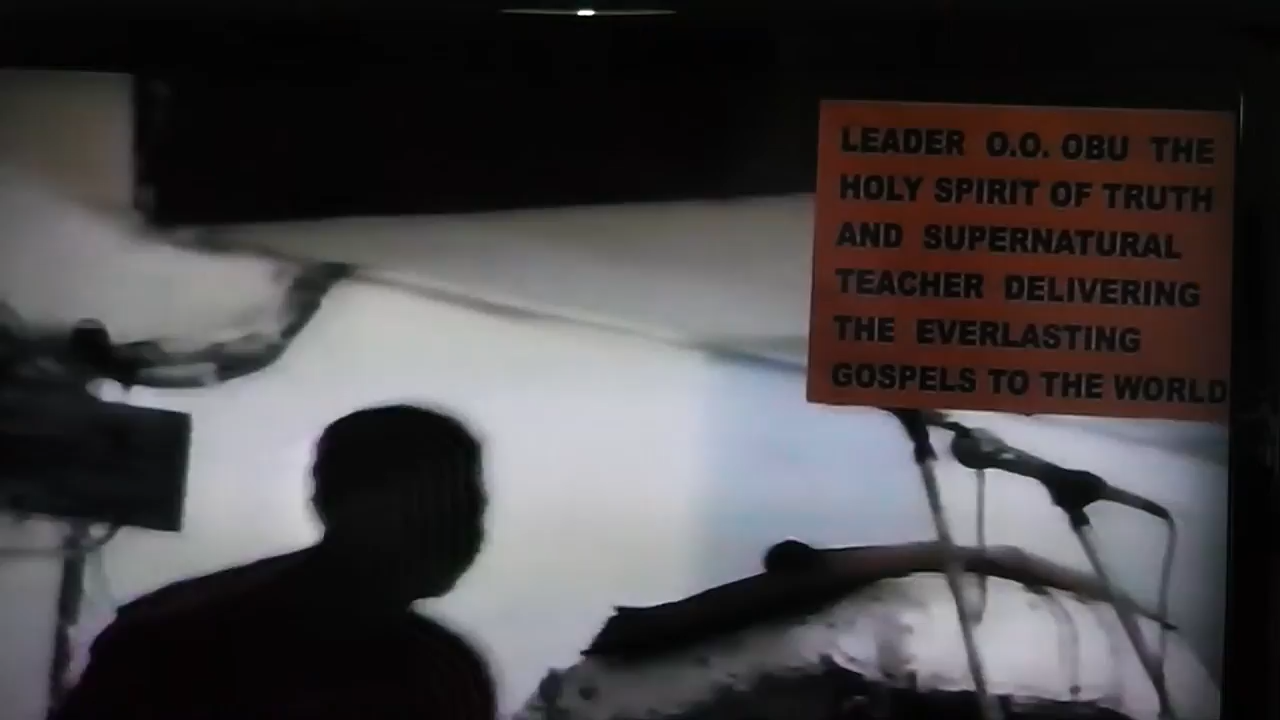 LEADER O.O. OBU THE
HOLY SPIRIT OF TRUTH
AND SUPERNATURAL
TEACHER DELIVERING
THE EVERLASTING
GOSPELS TO THE WORLD